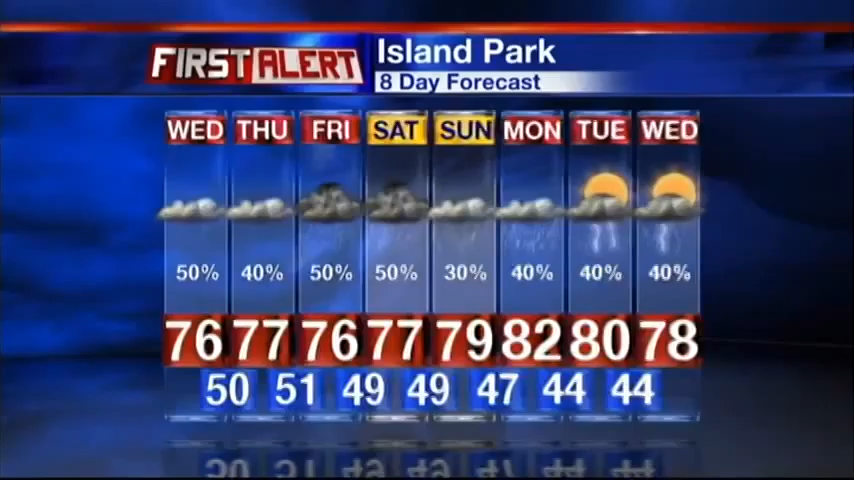 FIRST ALERT
Island Park
8 Day Forecast
WED THU FRI SAT SUN MON TUE WED
50% 40% 50% 50% 30% 40% 40% 40%
76 77 76 77 79 82 80 78
50 51 49 49 47 44 44